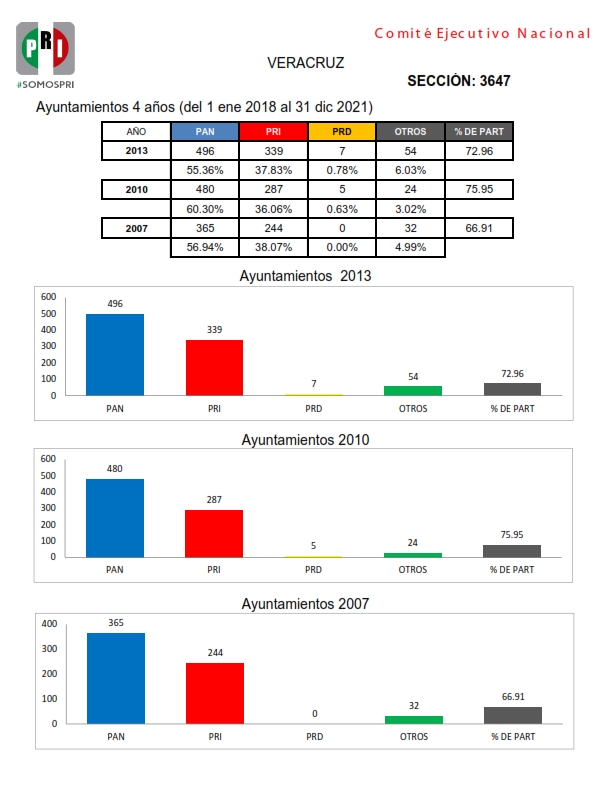 Comité Ejecutivo Nacional
PRI
#SOMOSPRI
VERACRUZ
SECCIÓN: 3647
Ayuntamientos 4 años (del 1 ene 2018 al 31 dic 2021)
AÑO PAN PRI PRD OTROS % DE PART
2013 496 339 7 54 72.96
55.36% 37.83% 0.78% 6.03%
2010 480 287 5 24 75.95
60.30% 36.06% 0.63% 3.02%
2007 365 244 0 32 66.91
56.94% 38.07% 0.00% 4.99%
Ayuntamientos 2013
600
500
400
300
200
100
0
496
339
7
54
72.96
PAN PRI PRD OTROS % DE PART
Ayuntamientos 2010
600
500
400
300
200
100
0
480
287
5
24
75.95
PAN PRI PRD OTROS % DE PART
Ayuntamientos 2007
400
300
200
100
0
365
244
0
32
66.91
PAN PRI PRD OTROS % DE PART